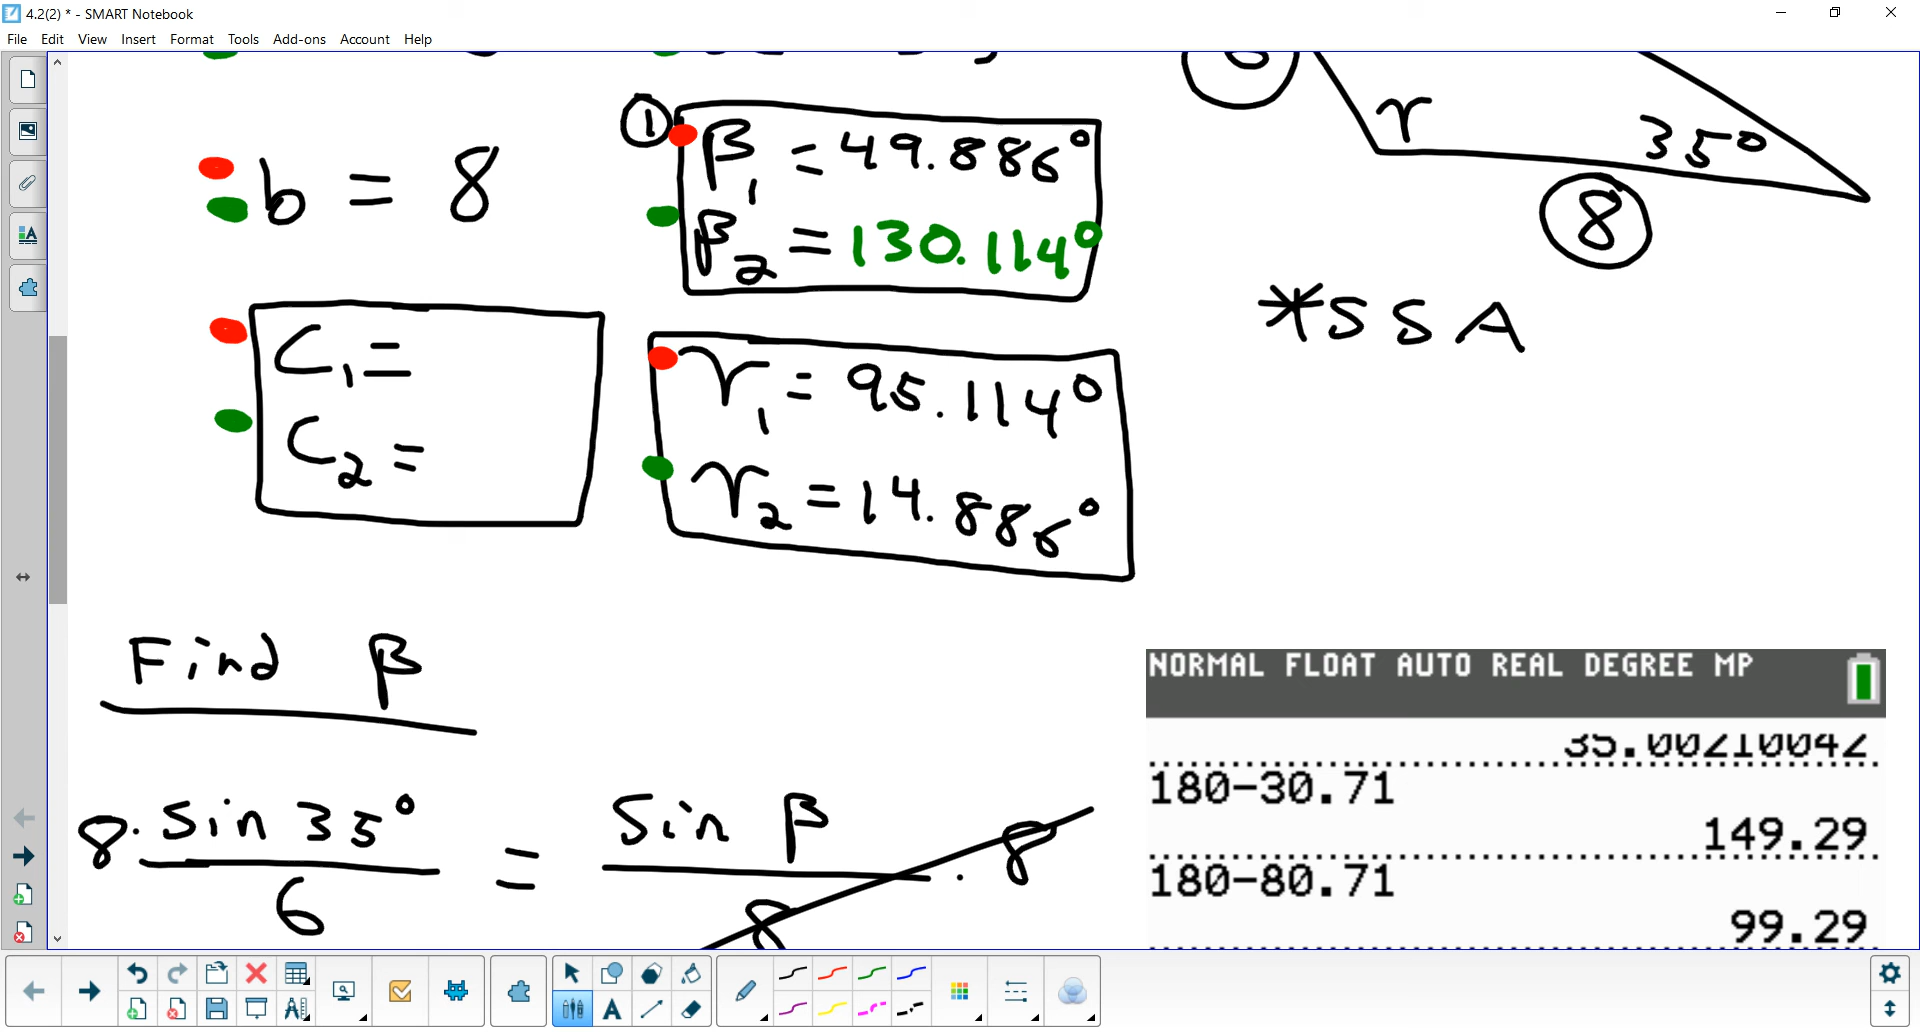 4.2(2) * - SMART Notebook
File Edit View Insert Format Tools Add-ons Account Help
① β₁ = 49.886°
b = 8
β₂ = 130.114°
γ
35°
8
*SSA
C₁ =
C₂ =
γ₁ = 95.114°
γ₂ = 14.886°
Find β
8 · sin 35° / 6 = sin β / 8 · 8
NORMAL FLOAT AUTO REAL DEGREE MP
35.00210042
180-30.71
149.29
180-80.71
99.29